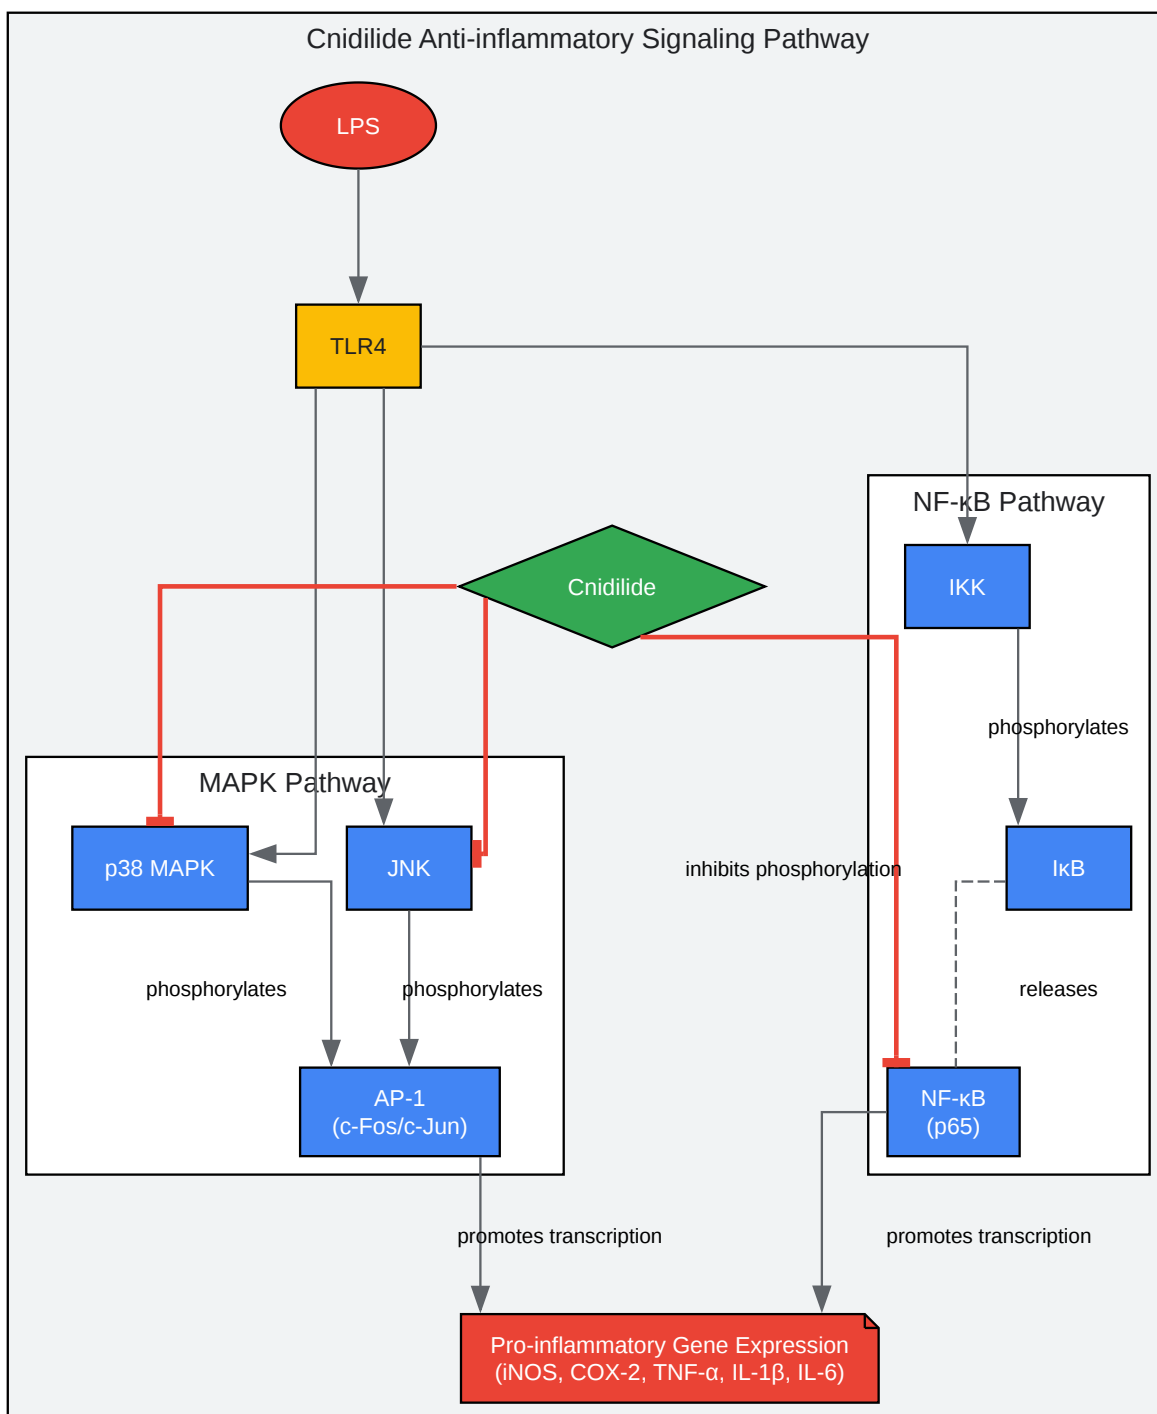 Cnidilide Anti-inflammatory Signaling Pathway
LPS
TLR4
NF-κB Pathway
Cnidilide
IKK
phosphorylates
MAPK Pathway
p38 MAPK
JNK
inhibits phosphorylation
IκB
phosphorylates
phosphorylates
releases
AP-1
(c-Fos/c-Jun)
NF-κB
(p65)
promotes transcription
promotes transcription
Pro-inflammatory Gene Expression
(iNOS, COX-2, TNF-α, IL-1β, IL-6)